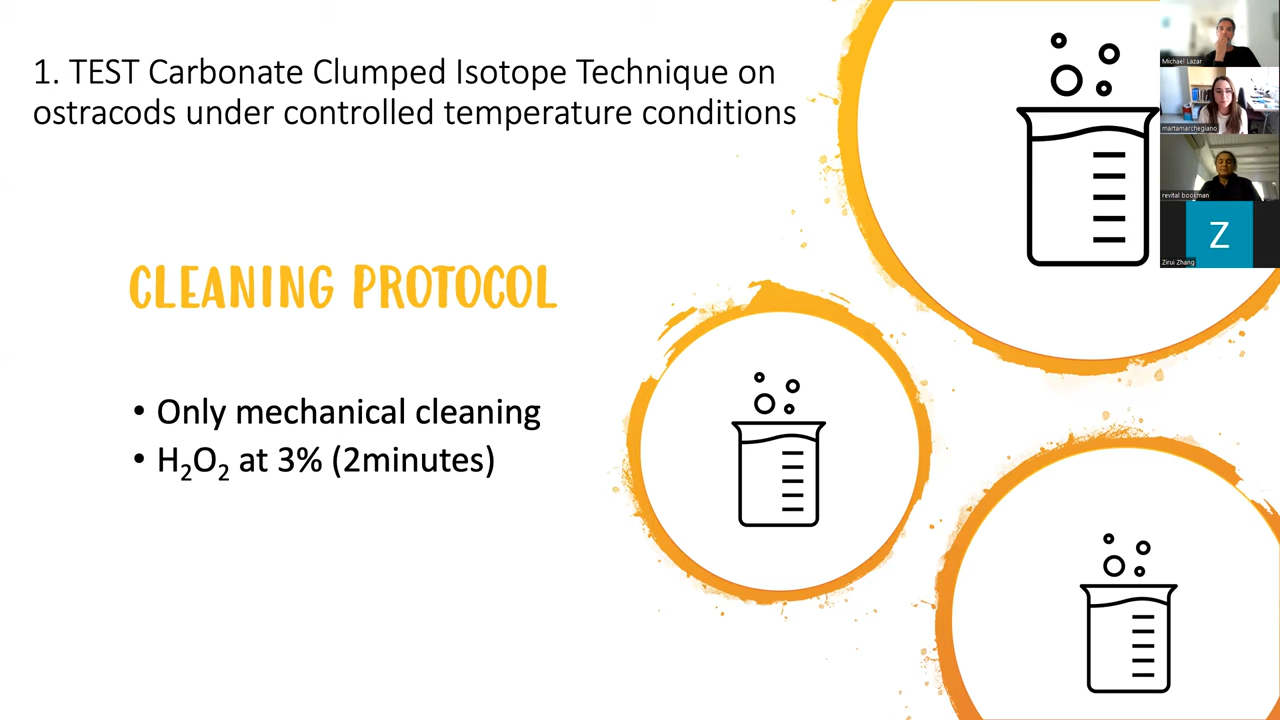 1. TEST Carbonate Clumped Isotope Technique on
ostracods under controlled temperature conditions
CLEANING PROTOCOL
• Only mechanical cleaning
• H₂O₂ at 3% (2minutes)
Michael Lazar
martamarchegiano
revital bookman
Z
Zirui Zhang